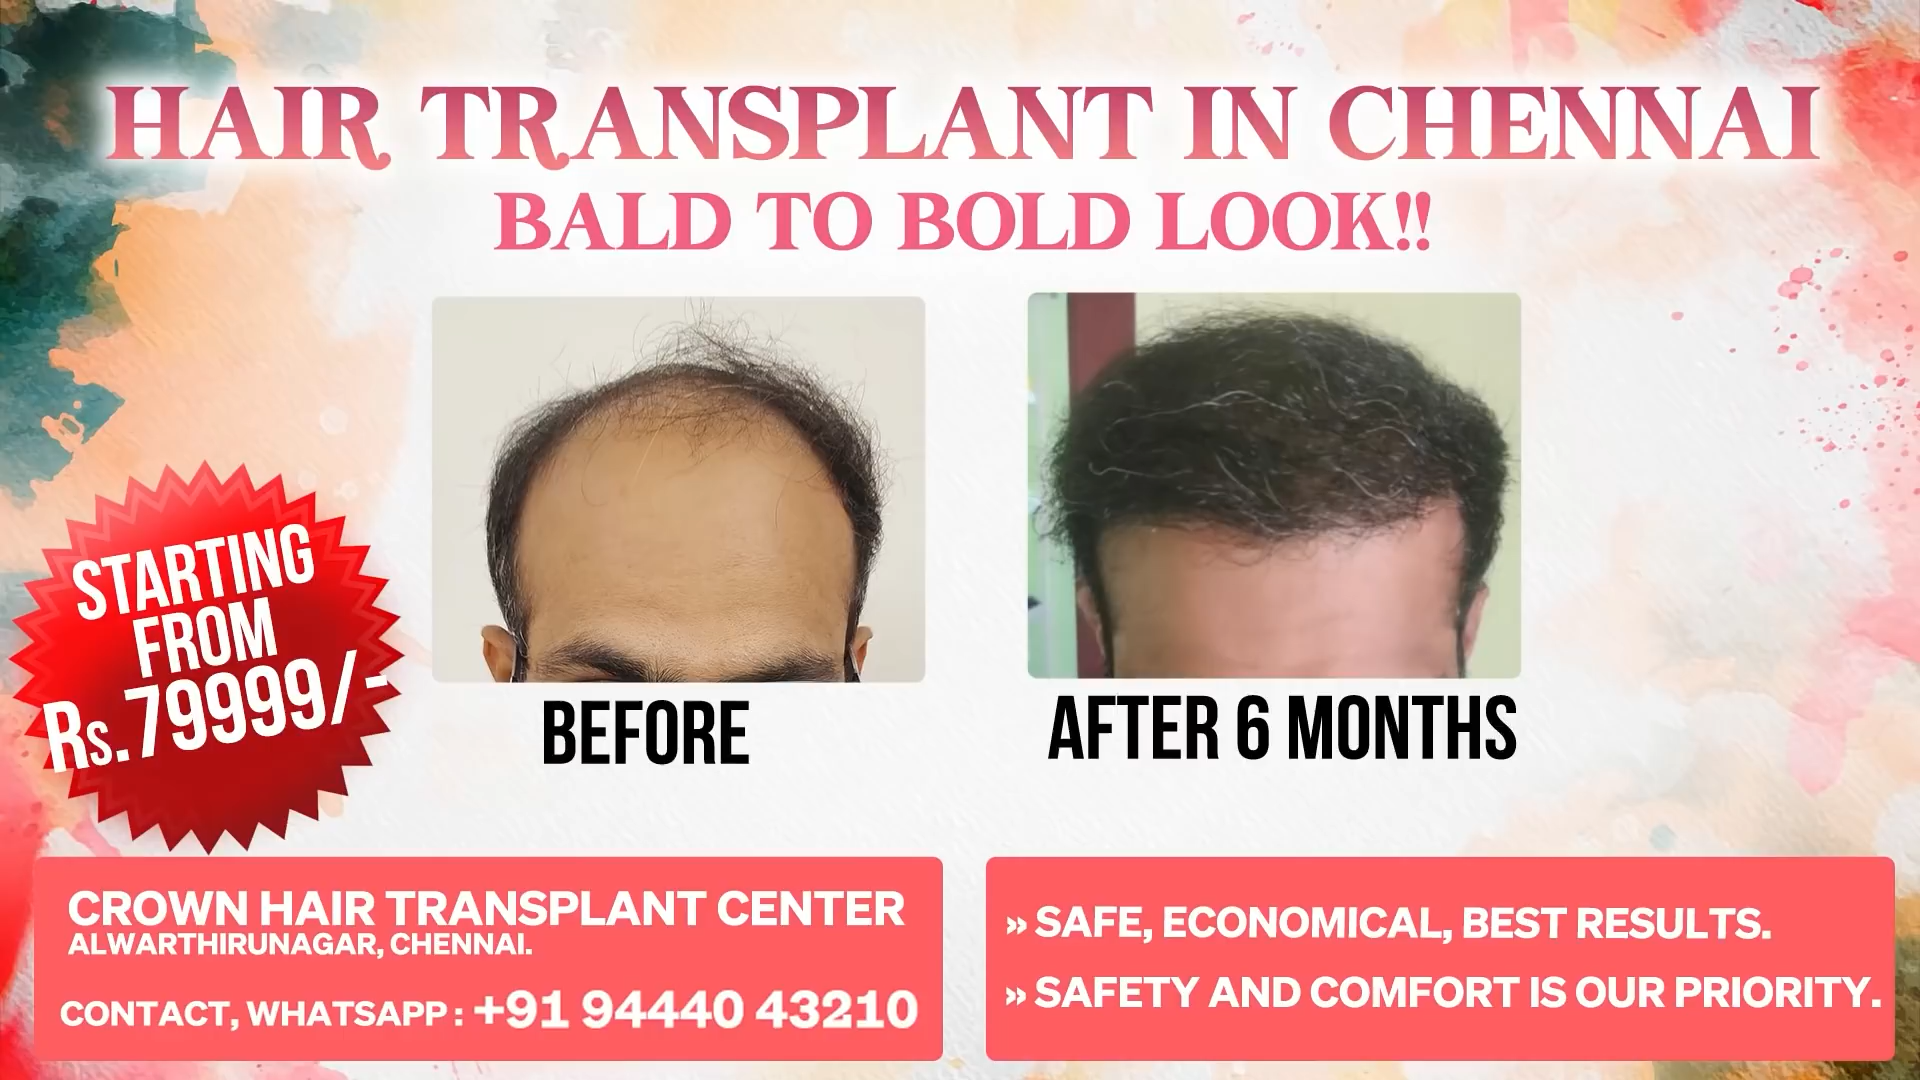 HAIR TRANSPLANT IN CHENNAI
BALD TO BOLD LOOK!!
STARTING
FROM
Rs.79999/-
BEFORE
AFTER 6 MONTHS
CROWN HAIR TRANSPLANT CENTER
ALWARTHIRUNAGAR, CHENNAI.
CONTACT, WHATSAPP : +91 94440 43210
» SAFE, ECONOMICAL, BEST RESULTS.
» SAFETY AND COMFORT IS OUR PRIORITY.